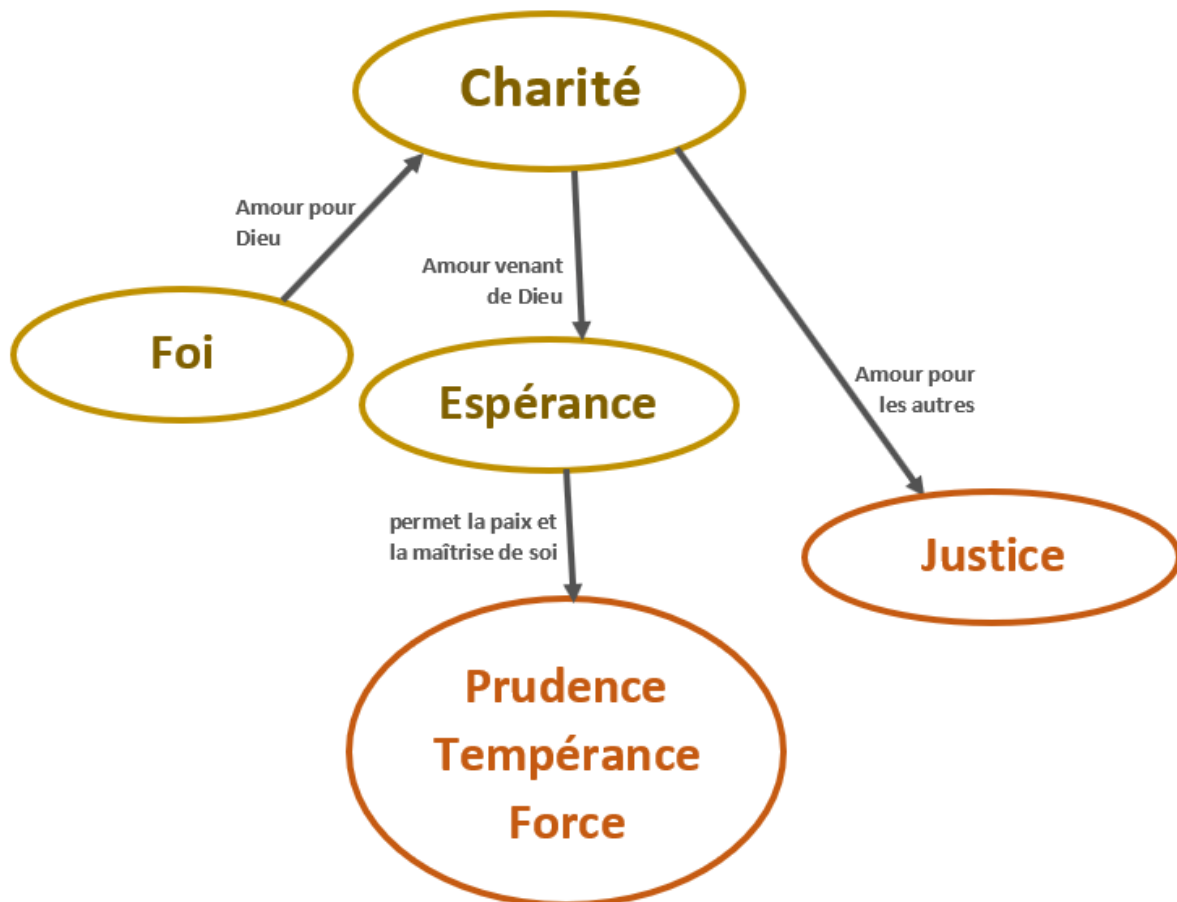 Charité
Amour pour
Dieu
Amour venant
de Dieu
Foi
Espérance
Amour pour
les autres
permet la paix et
la maîtrise de soi
Justice
Prudence
Tempérance
Force